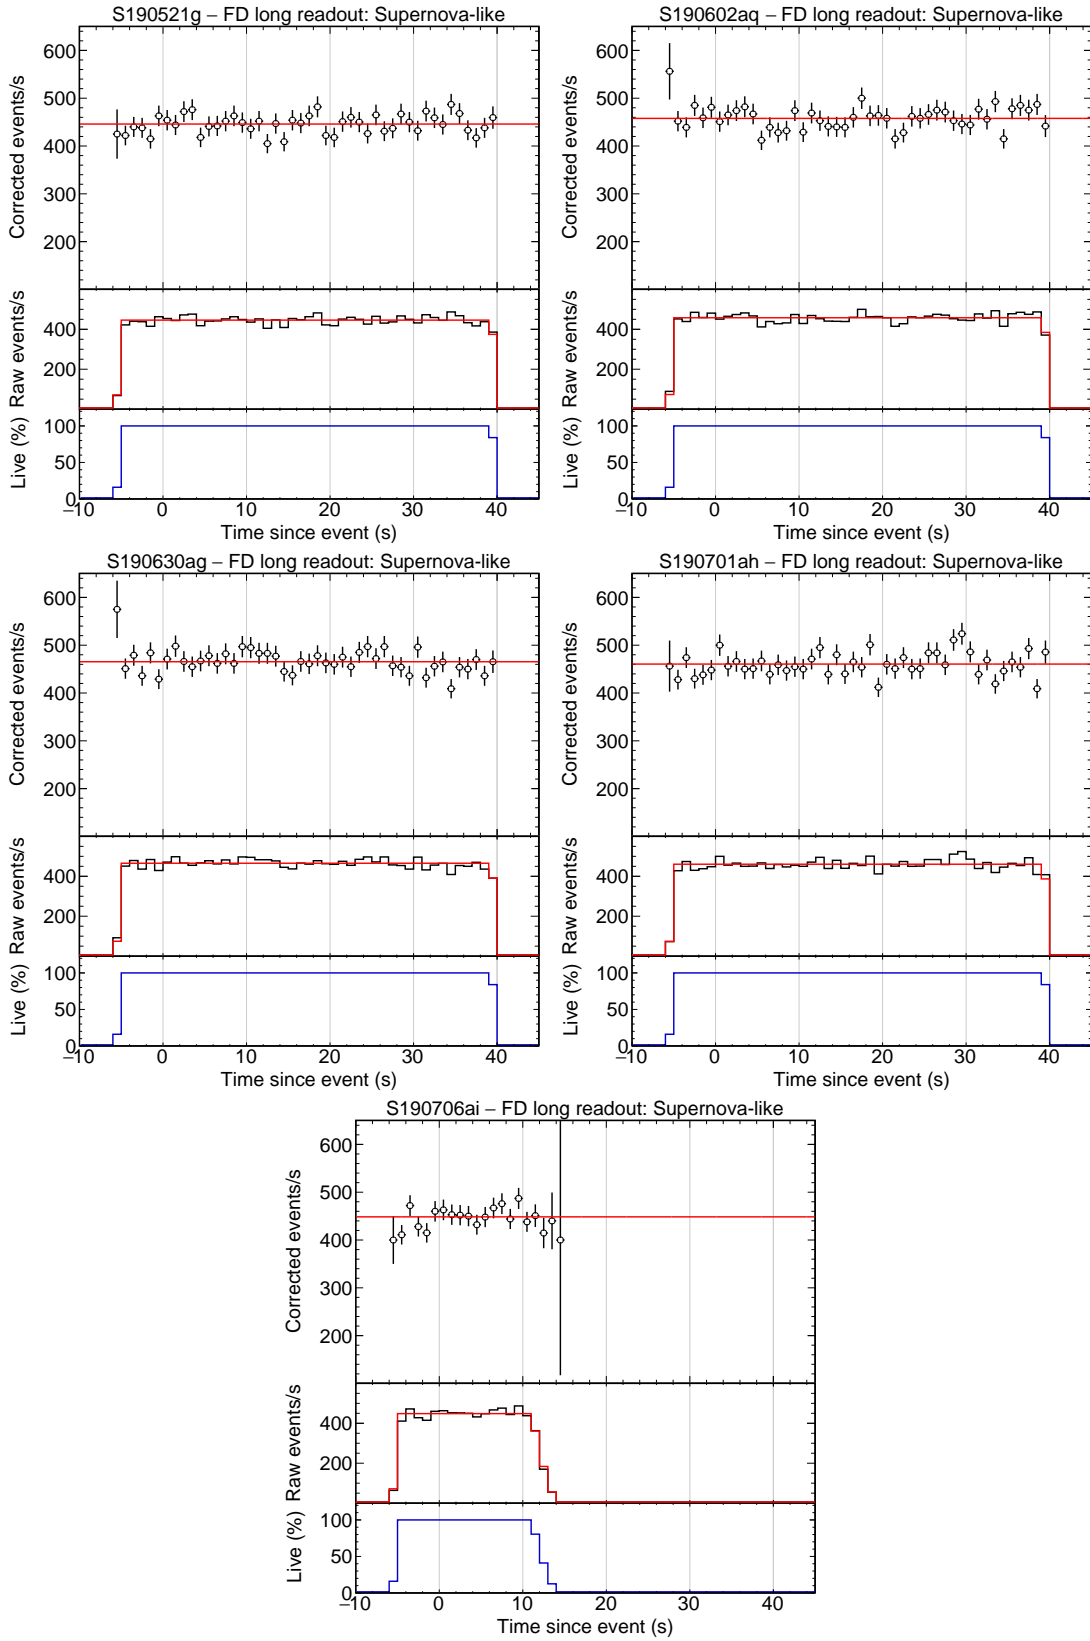 S190521g – FD long readout: Supernova-like
600
500
400
300
200
Corrected events/s
400
200
Raw events/s
100
50
0
Live (%)
−10 0 10 20 30 40
Time since event (s)
S190602aq – FD long readout: Supernova-like
600
500
400
300
200
Corrected events/s
400
200
Raw events/s
100
50
0
Live (%)
−10 0 10 20 30 40
Time since event (s)
S190630ag – FD long readout: Supernova-like
600
500
400
300
200
Corrected events/s
400
200
Raw events/s
100
50
0
Live (%)
−10 0 10 20 30 40
Time since event (s)
S190701ah – FD long readout: Supernova-like
600
500
400
300
200
Corrected events/s
400
200
Raw events/s
100
50
0
Live (%)
−10 0 10 20 30 40
Time since event (s)
S190706ai – FD long readout: Supernova-like
600
500
400
300
200
Corrected events/s
400
200
Raw events/s
100
50
0
Live (%)
−10 0 10 20 30 40
Time since event (s)